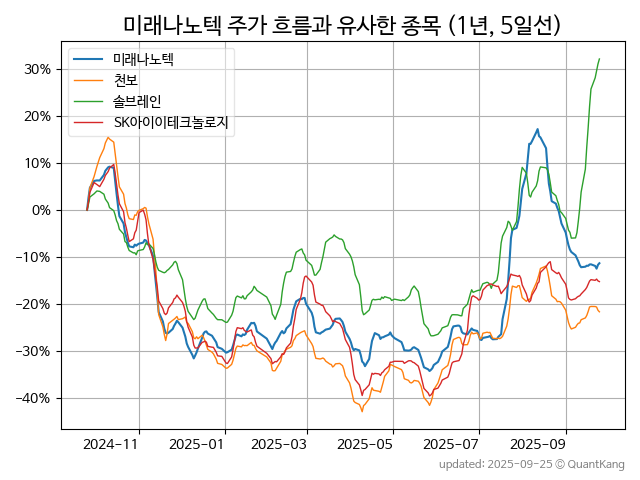 미래나노텍 주가 흐름과 유사한 종목 (1년, 5일선)
미래나노텍
천보
솔브레인
SK아이이테크놀로지
30%
20%
10%
0%
-10%
-20%
-30%
-40%
2024-11 2025-01 2025-03 2025-05 2025-07 2025-09
updated: 2025-09-25 © QuantKang